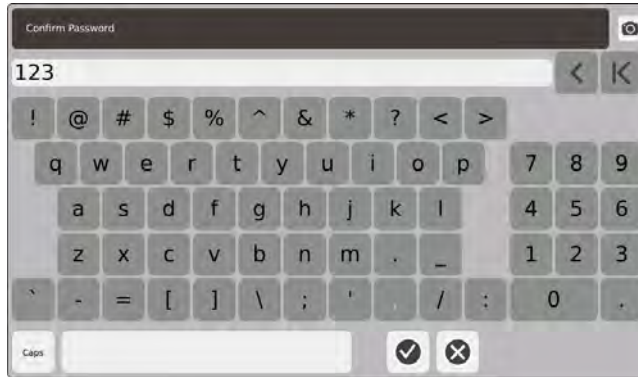 Confirm Password
123
! @ # $ % ^ & * ? < >
q w e r t y u i o p 7 8 9
a s d f g h j k l 4 5 6
z x c v b n m . _ 1 2 3
` - = [ ] \ ; ' , / : 0 .
Caps